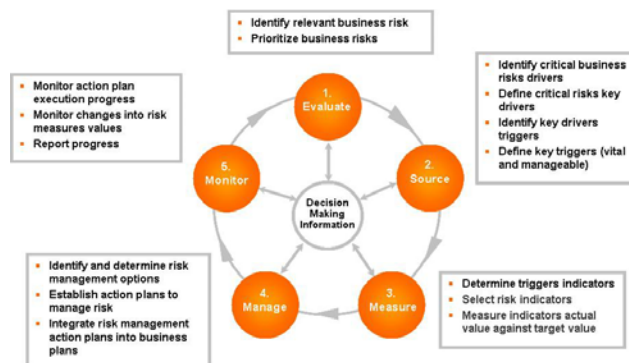 Identify relevant business risk
Prioritize business risks
Monitor action plan
execution progress
Monitor changes into risk
measures values
Report progress
Identify critical business
risks drivers
Define critical risks key
drivers
Identify key drivers
triggers
Define key triggers (vital
and manageable)
1.
Evaluate
5.
Monitor
2.
Source
Decision
Making
Information
4.
Manage
3.
Measure
Identify and determine risk
management options
Establish action plans to
manage risk
Integrate risk management
action plans into business
plans
Determine triggers indicators
Select risk indicators
Measure indicators actual
value against target value